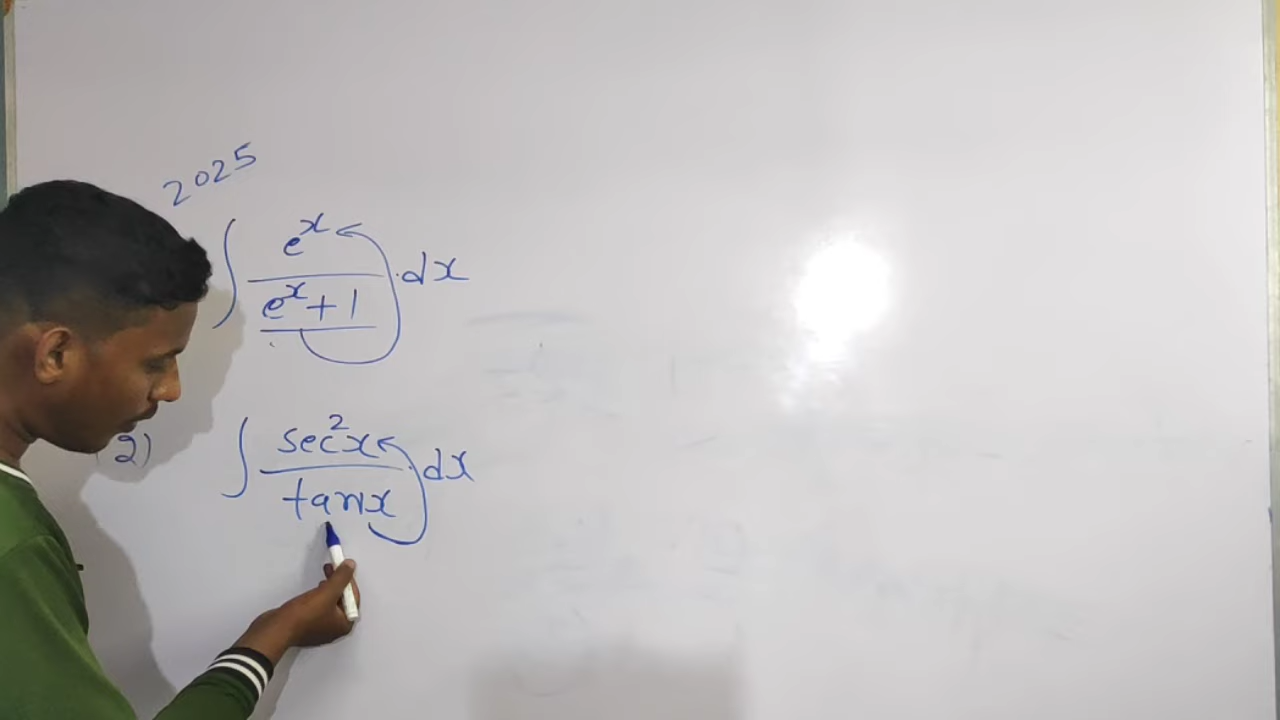 2025
∫ e^x / (e^x + 1) . dx
2) ∫ sec²x / tanx dx